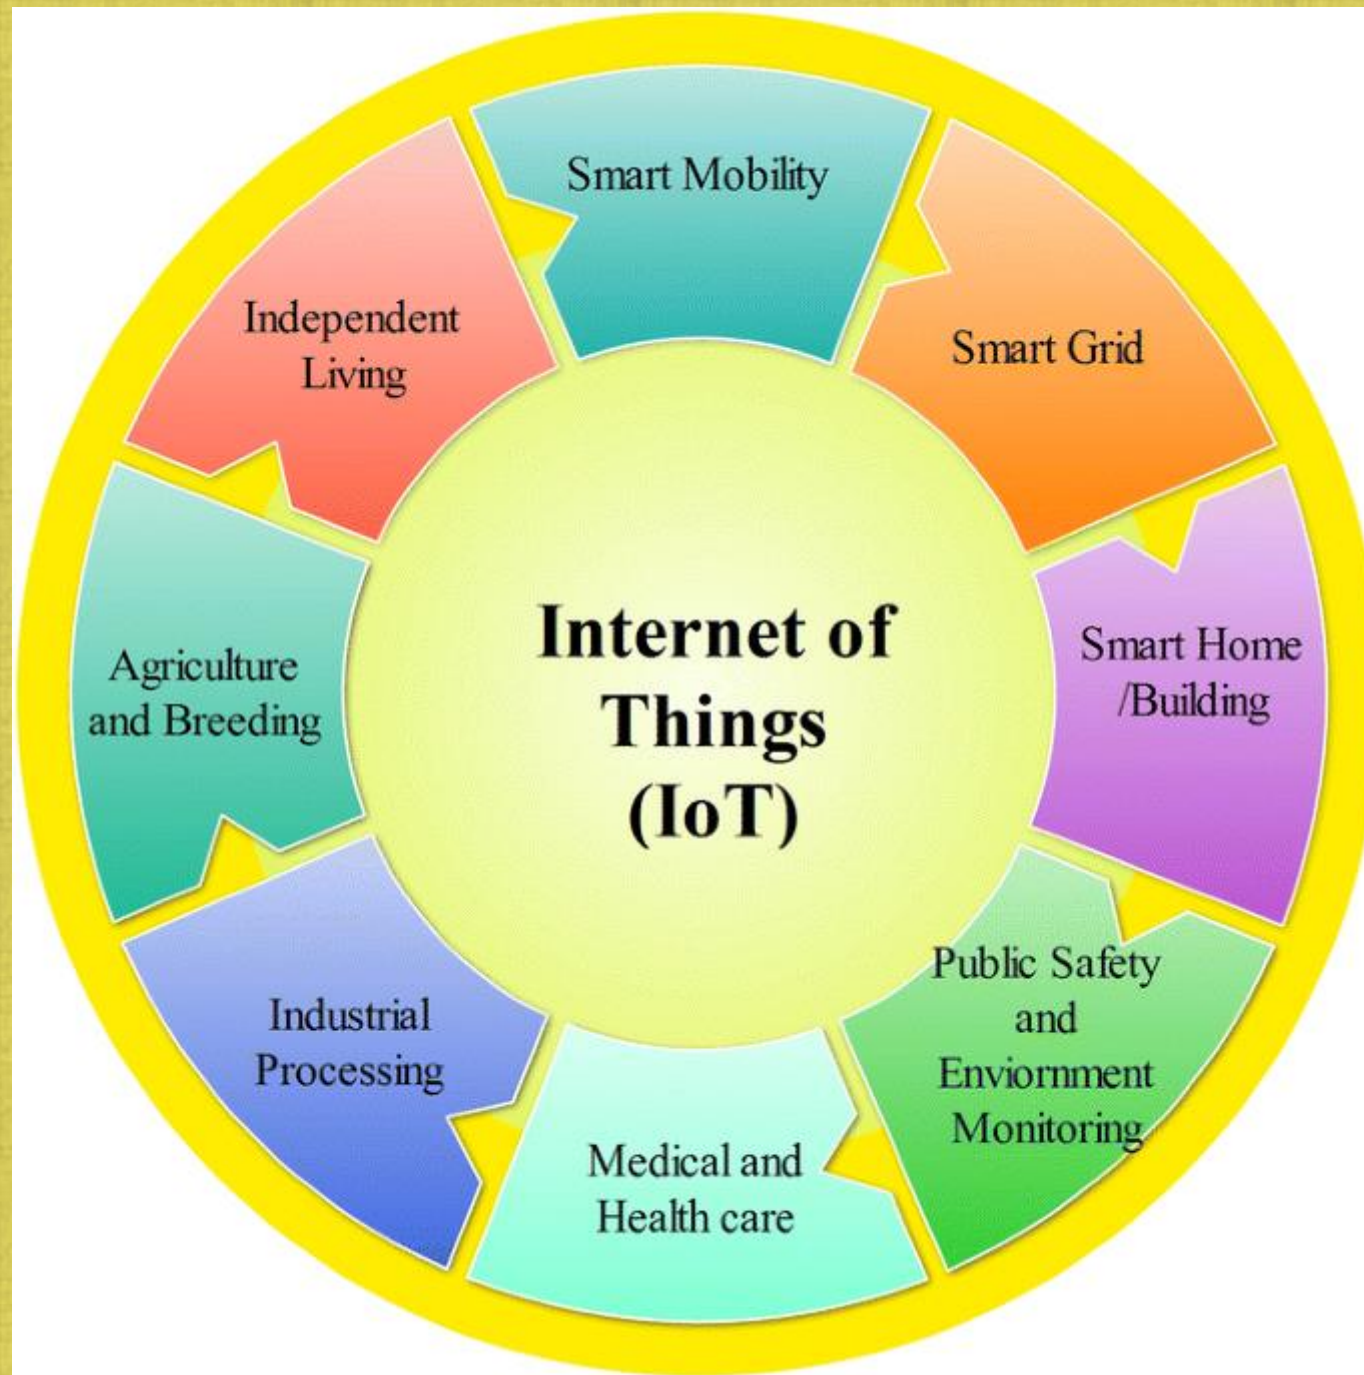 Smart Mobility
Smart Grid
Smart Home
/Building
Public Safety
and
Enviornment
Monitoring
Medical and
Health care
Industrial
Processing
Agriculture
and Breeding
Independent
Living
Internet of
Things
(IoT)